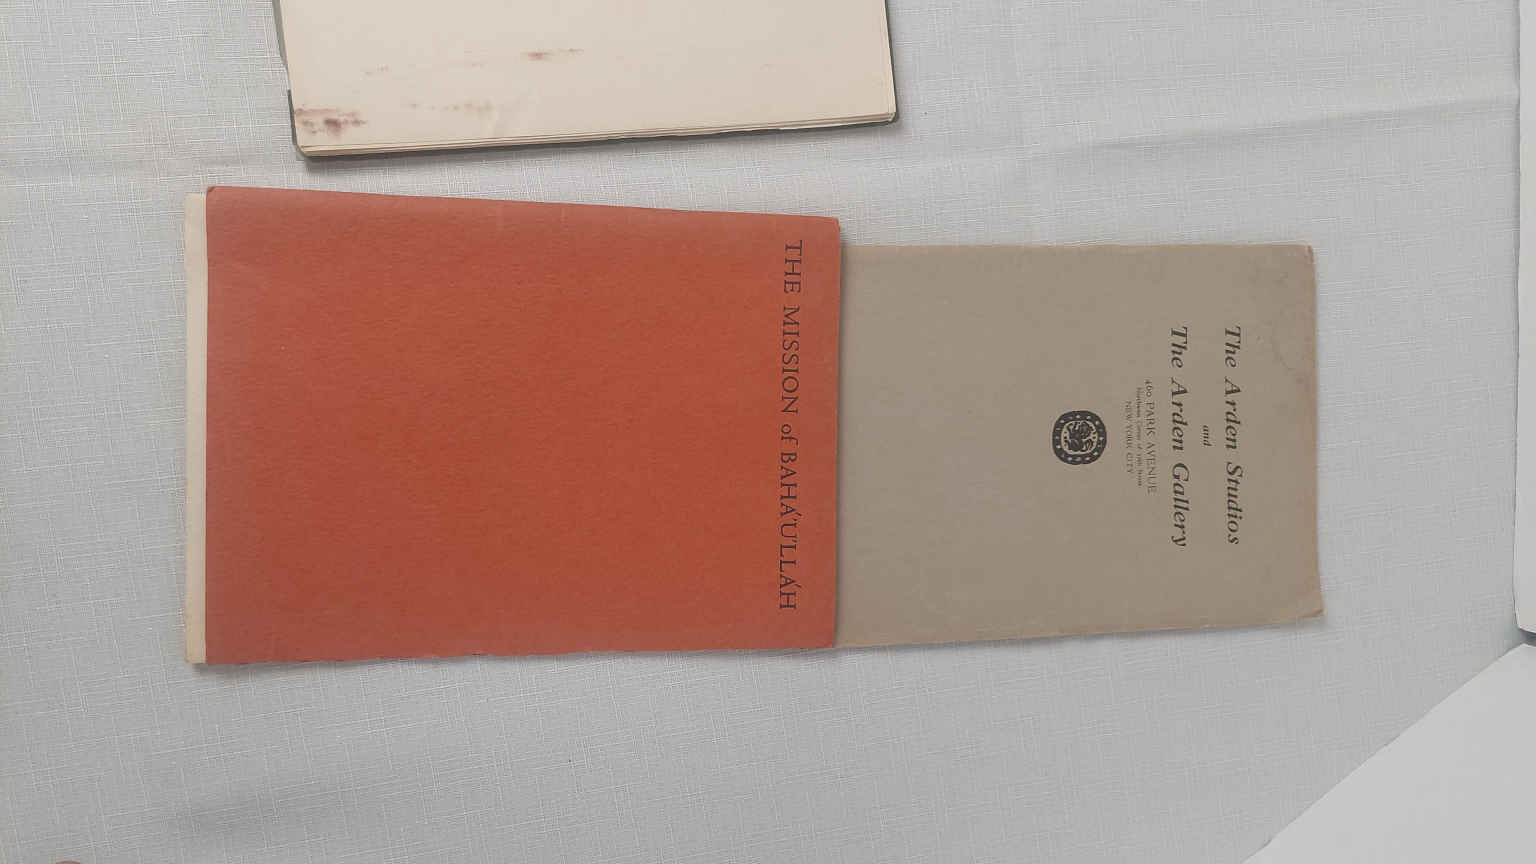 The Arden Studios
and
The Arden Gallery
460 PARK AVENUE
NEW YORK CITY
THE MISSION of BAHÁ'U'LLÁH